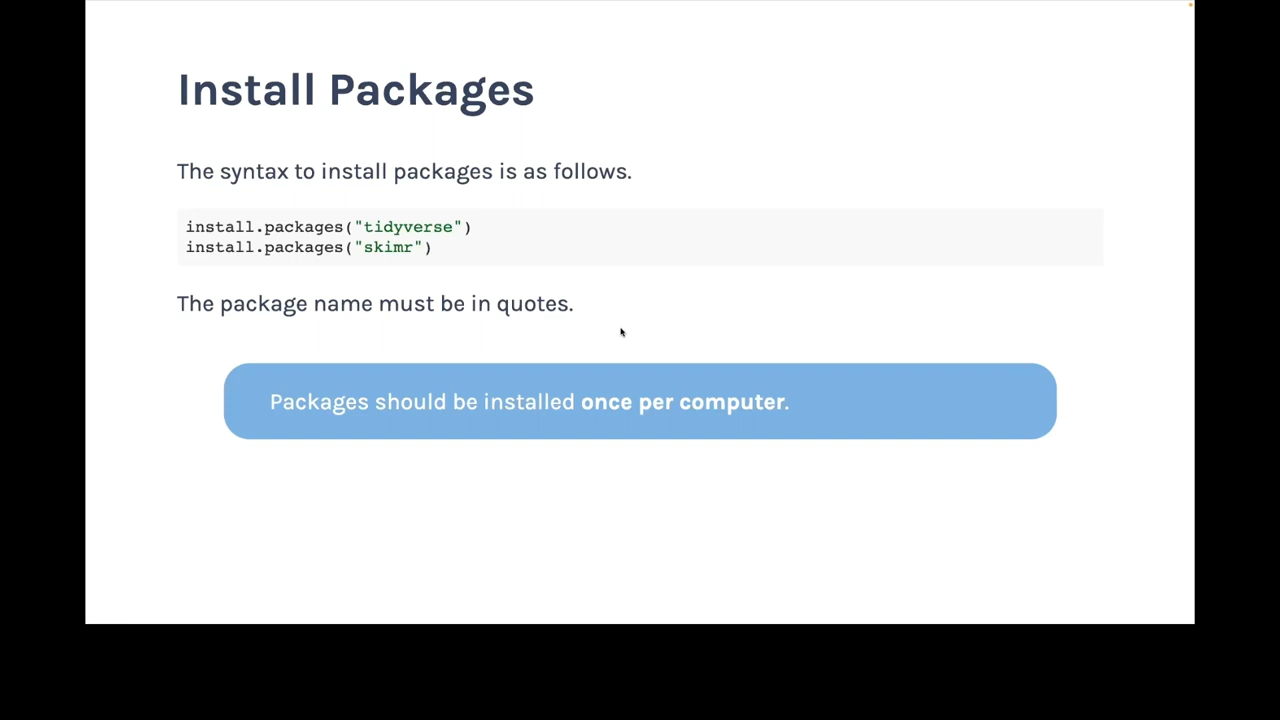 Install Packages
The syntax to install packages is as follows.
install.packages("tidyverse")
install.packages("skimr")
The package name must be in quotes.
Packages should be installed once per computer.